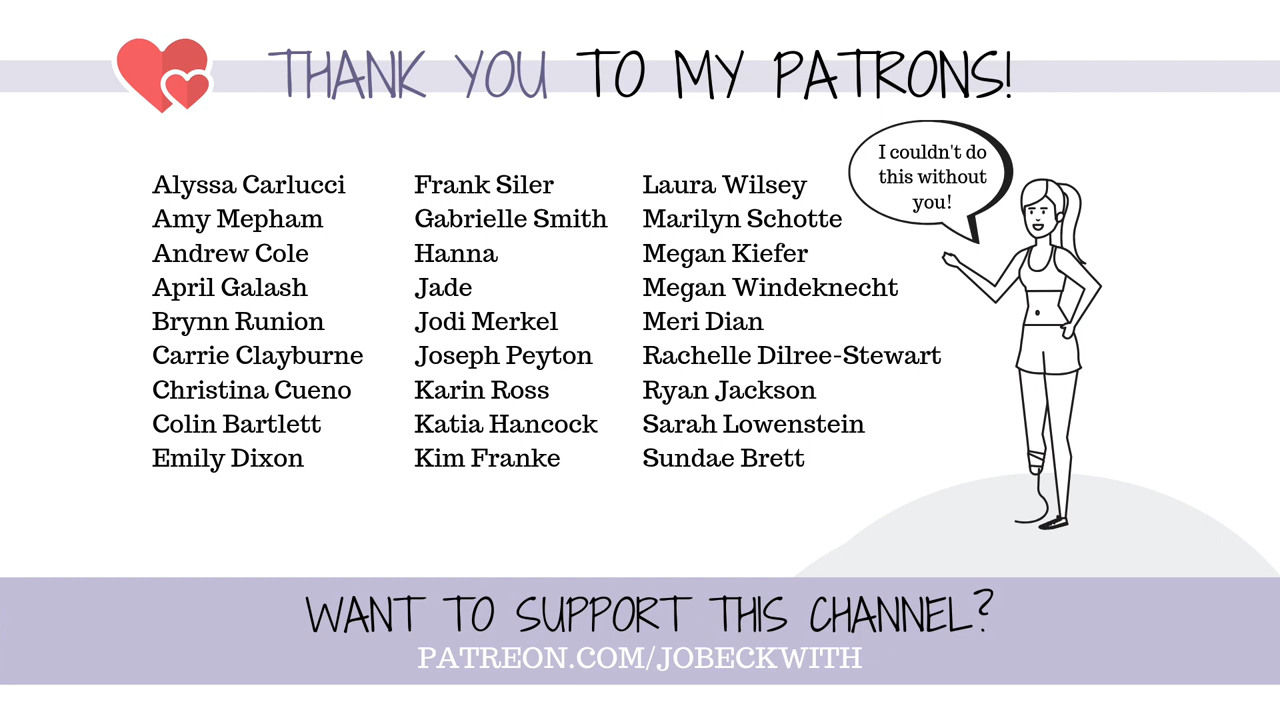 THANK YOU TO MY PATRONS!
I couldn't do
this without
you!
Alyssa Carlucci
Amy Mepham
Andrew Cole
April Galash
Brynn Runion
Carrie Clayburne
Christina Cueno
Colin Bartlett
Emily Dixon
Frank Siler
Gabrielle Smith
Hanna
Jade
Jodi Merkel
Joseph Peyton
Karin Ross
Katia Hancock
Kim Franke
Laura Wilsey
Marilyn Schotte
Megan Kiefer
Megan Windeknecht
Meri Dian
Rachelle Dilree-Stewart
Ryan Jackson
Sarah Lowenstein
Sundae Brett
WANT TO SUPPORT THIS CHANNEL?
PATREON.COM/JOBECKWITH